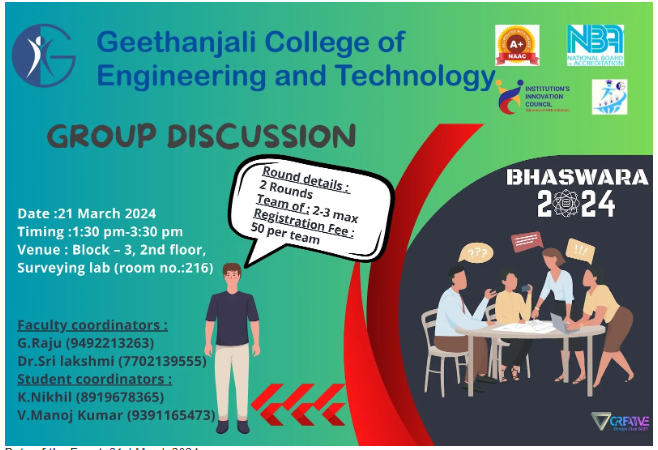 Geethanjali College of
Engineering and Technology
A+
NAAC
NBA
NATIONAL BOARD
of ACCREDITATION
INSTITUTION'S
INNOVATION
COUNCIL
GROUP DISCUSSION
Round details :
2 Rounds
Team of : 2-3 max
Registration Fee :
50 per team
BHASWARA
2024
Date :21 March 2024
Timing :1:30 pm-3:30 pm
Venue : Block – 3, 2nd floor,
Surveying lab (room no.:216)
???
!!!
Faculty coordinators :
G.Raju (9492213263)
Dr.Sri lakshmi (7702139555)
Student coordinators :
K.Nikhil (8919678365)
V.Manoj Kumar (9391165473)
CREATIVE